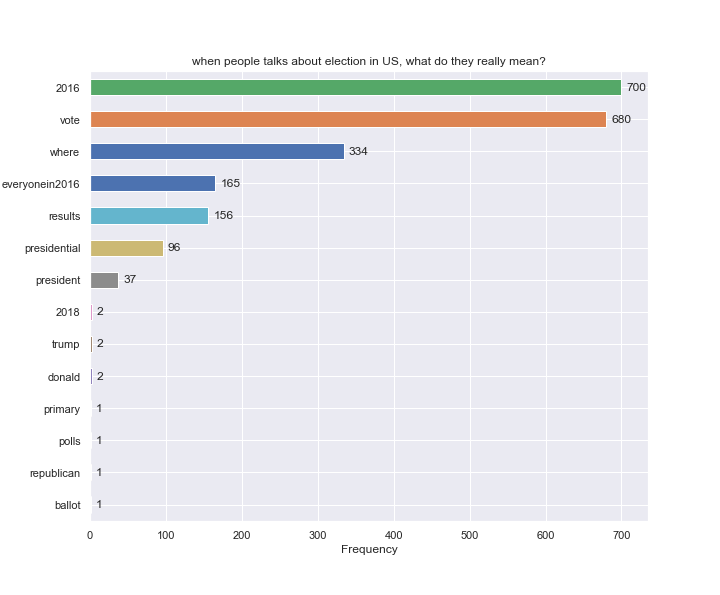 when people talks about election in US, what do they really mean?
2016 700
vote 680
where 334
everyonein2016 165
results 156
presidential 96
president 37
2018 2
trump 2
donald 2
primary 1
polls 1
republican 1
ballot 1
0 100 200 300 400 500 600 700
Frequency